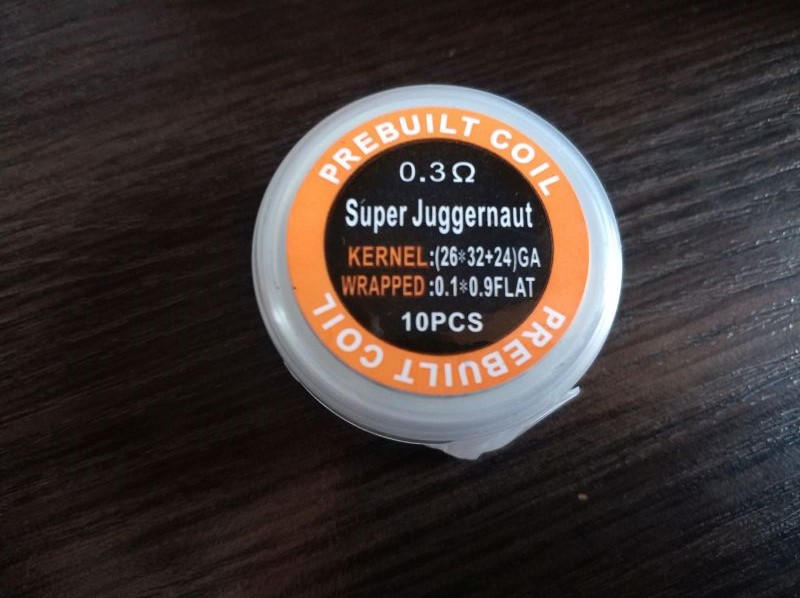 PREBUILT COIL
0.3Ω
Super Juggernaut
KERNEL:(26*32+24)GA
WRAPPED:0.1*0.9FLAT
10PCS
PREBUILT COIL